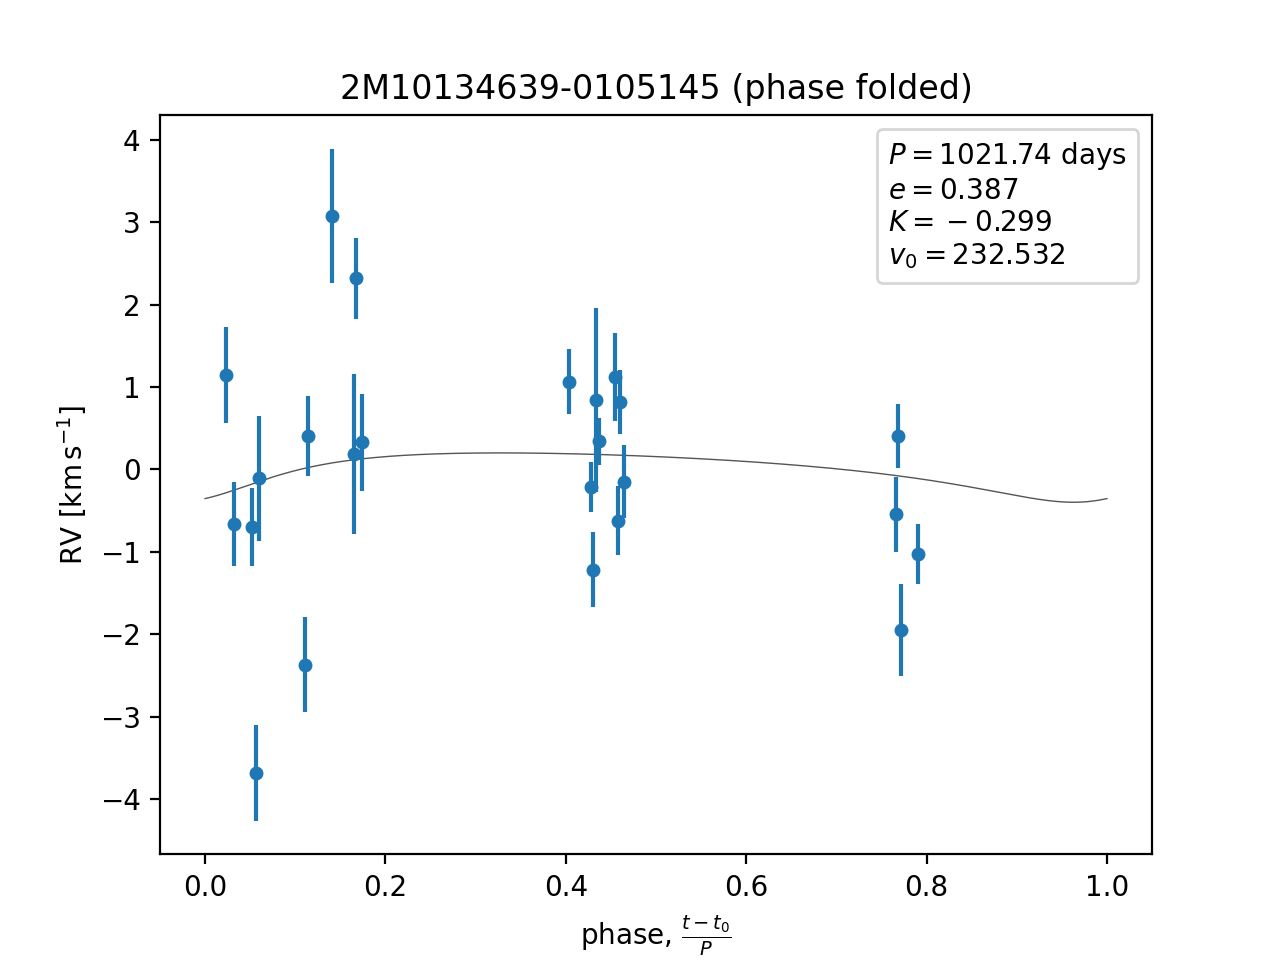 2M10134639-0105145 (phase folded)
P = 1021.74 days
e = 0.387
K = −0.299
v₀ = 232.532
4
3
2
1
0
−1
−2
−3
−4
RV [km s⁻¹]
0.0 0.2 0.4 0.6 0.8 1.0
phase, (t − t₀)/P